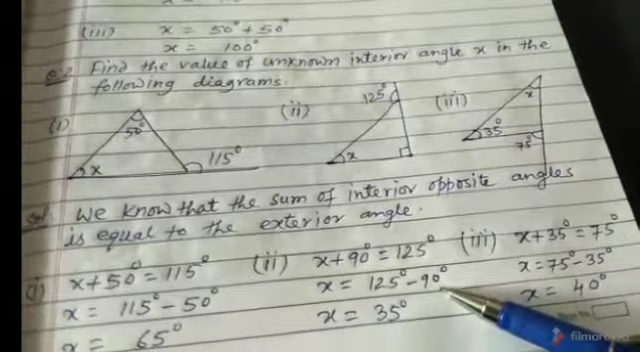 (iii) x = 50° + 50°
x = 100°
Q.2 Find the value of unknown interior angle x in the
following diagrams.
(i) 50° x 115°
(ii) 125° x
(iii) x 35° 75°
Sol. We know that the sum of interior opposite angles
is equal to the exterior angle.
(i) x + 50° = 115°
x = 115° - 50°
x = 65°
(ii) x + 90° = 125°
x = 125° - 90°
x = 35°
(iii) x + 35° = 75°
x = 75° - 35°
x = 40°